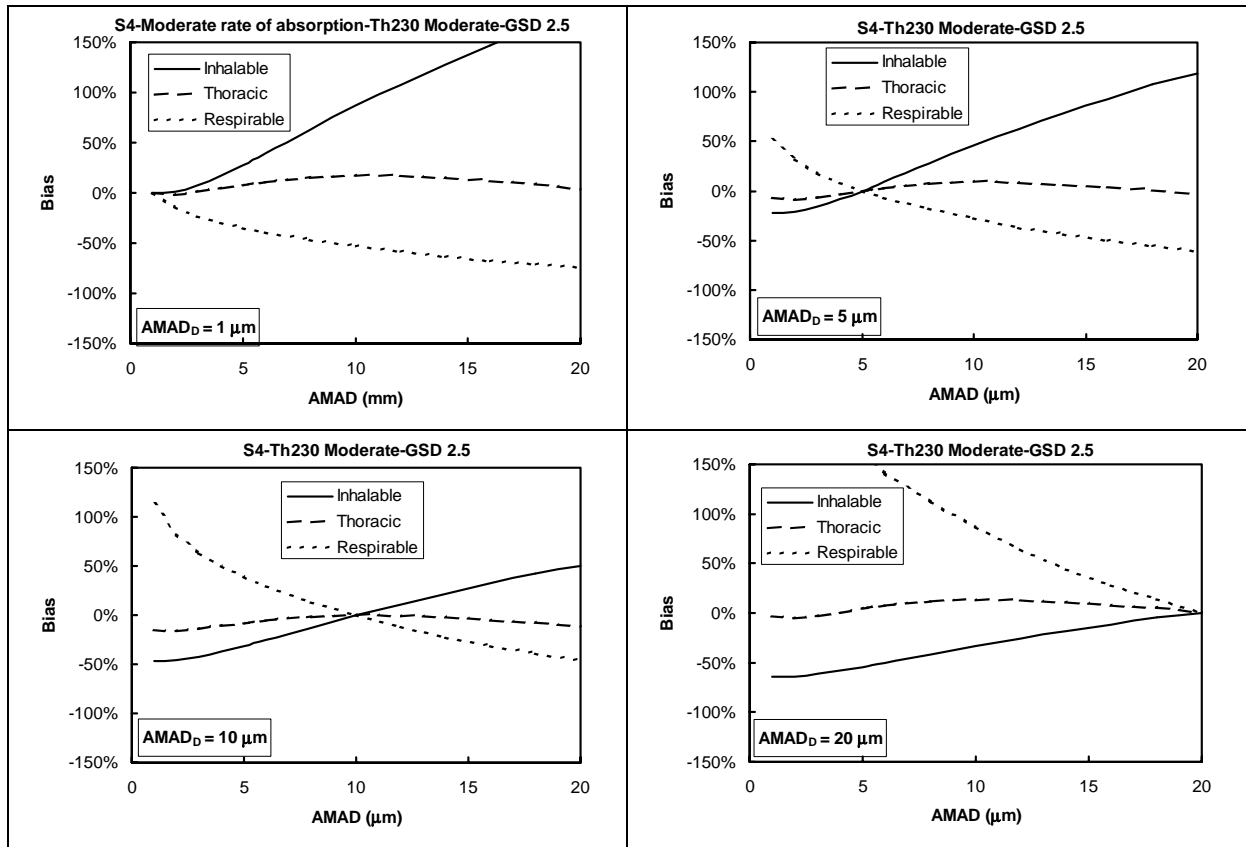 S4-Moderate rate of absorption-Th230 Moderate-GSD 2.5
150%
100%
50%
0%
-50%
-100%
-150%
Bias
Inhalable
Thoracic
Respirable
AMADD = 1 μm
0 5 10 15 20
AMAD (mm)
S4-Th230 Moderate-GSD 2.5
150%
100%
50%
0%
-50%
-100%
-150%
Bias
Inhalable
Thoracic
Respirable
AMADD = 5 μm
0 5 10 15 20
AMAD (μm)
S4-Th230 Moderate-GSD 2.5
150%
100%
50%
0%
-50%
-100%
-150%
Bias
Inhalable
Thoracic
Respirable
AMADD = 10 μm
0 5 10 15 20
AMAD (μm)
S4-Th230 Moderate-GSD 2.5
150%
100%
50%
0%
-50%
-100%
-150%
Bias
Inhalable
Thoracic
Respirable
AMADD = 20 μm
0 5 10 15 20
AMAD (μm)